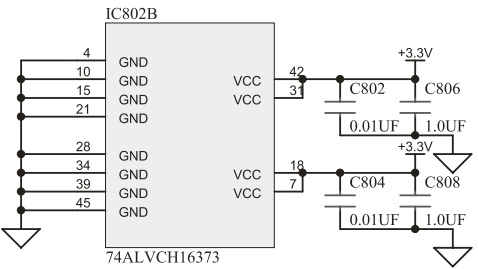 IC802B
4 GND
10 GND
15 GND
21 GND
28 GND
34 GND
39 GND
45 GND
VCC 42
VCC 31
VCC 18
VCC 7
+3.3V
C802 C806
0.01UF 1.0UF
+3.3V
C804 C808
0.01UF 1.0UF
74ALVCH16373